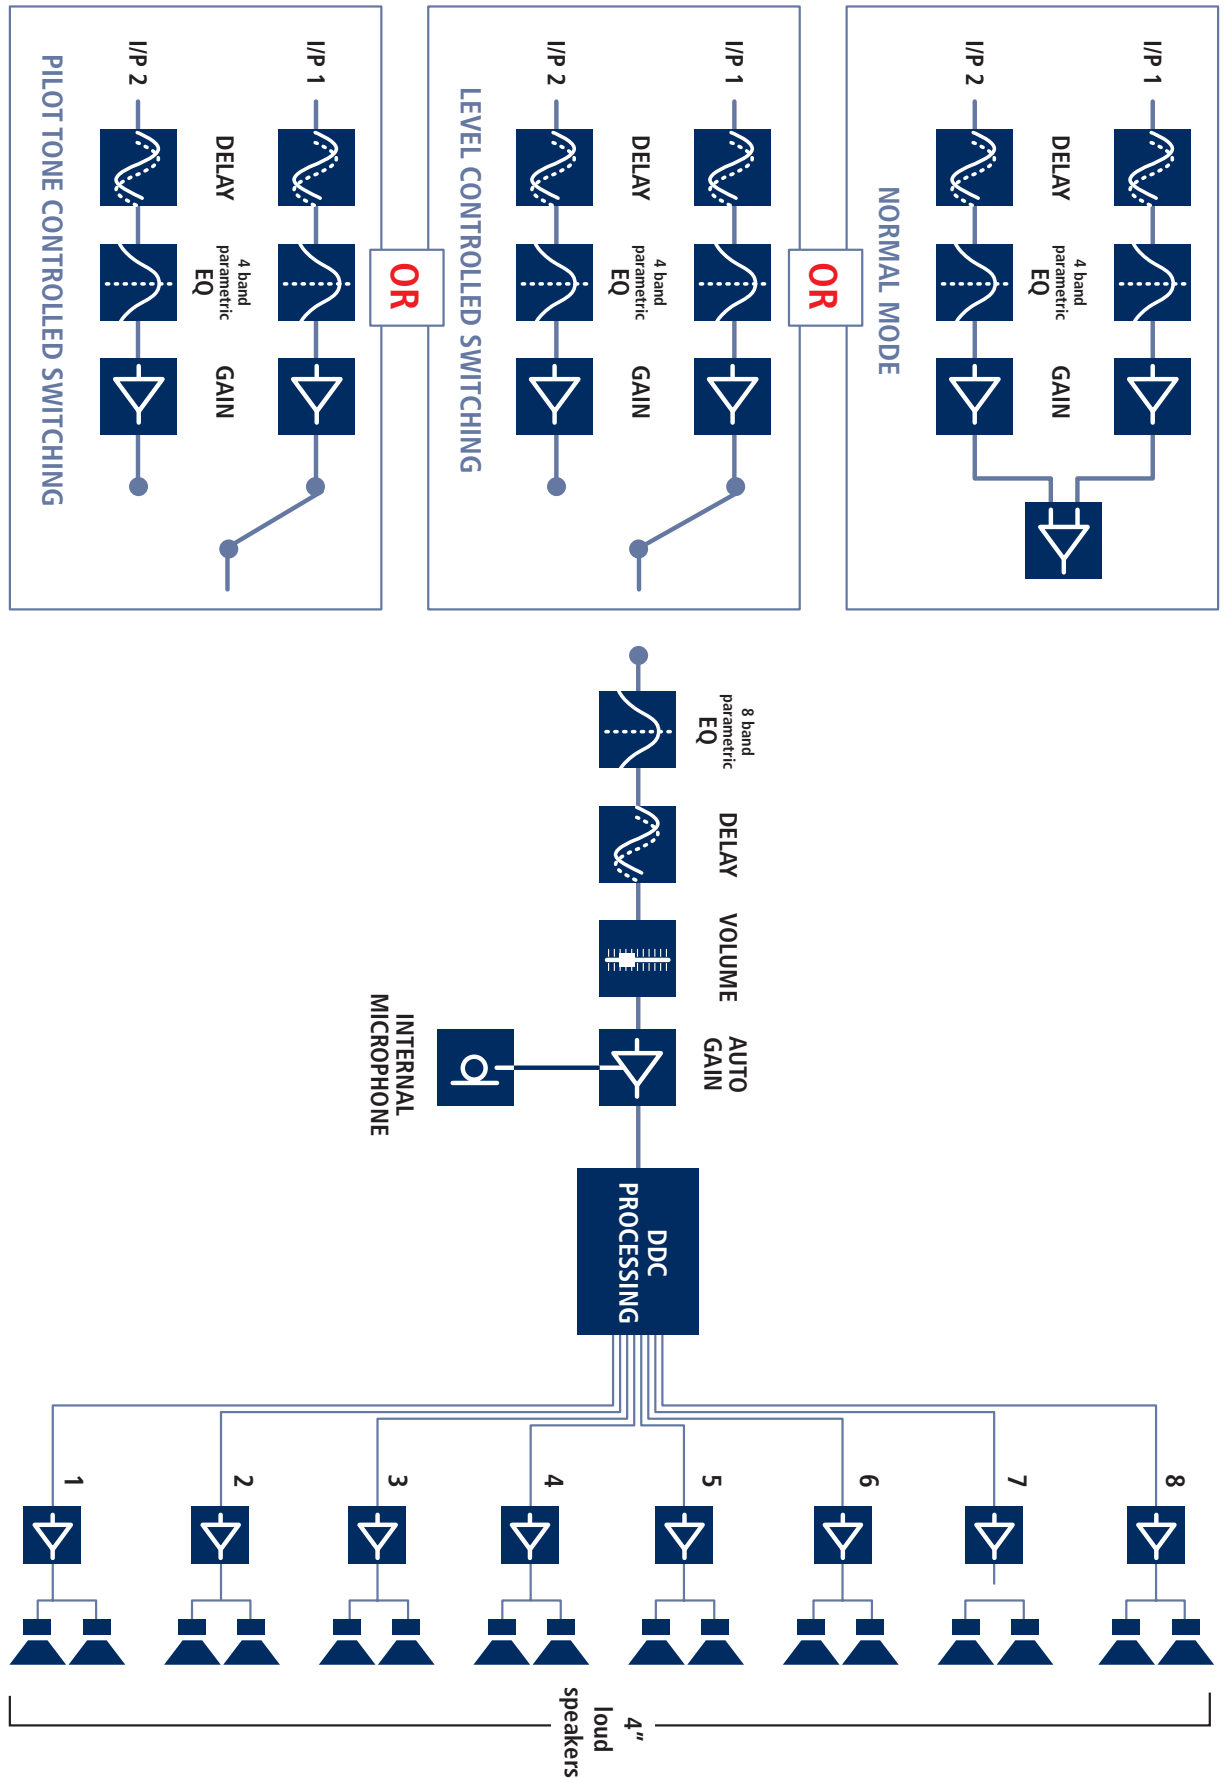 I/P 1
DELAY
4 band
parametric
EQ
GAIN
I/P 2
NORMAL MODE
OR
I/P 1
DELAY
4 band
parametric
EQ
GAIN
I/P 2
LEVEL CONTROLLED SWITCHING
OR
I/P 1
DELAY
4 band
parametric
EQ
GAIN
I/P 2
PILOT TONE CONTROLLED SWITCHING
8 band
parametric
EQ
DELAY
VOLUME
AUTO
GAIN
INTERNAL
MICROPHONE
DDC
PROCESSING
8
7
6
5
4
3
2
1
4"
loud
speakers